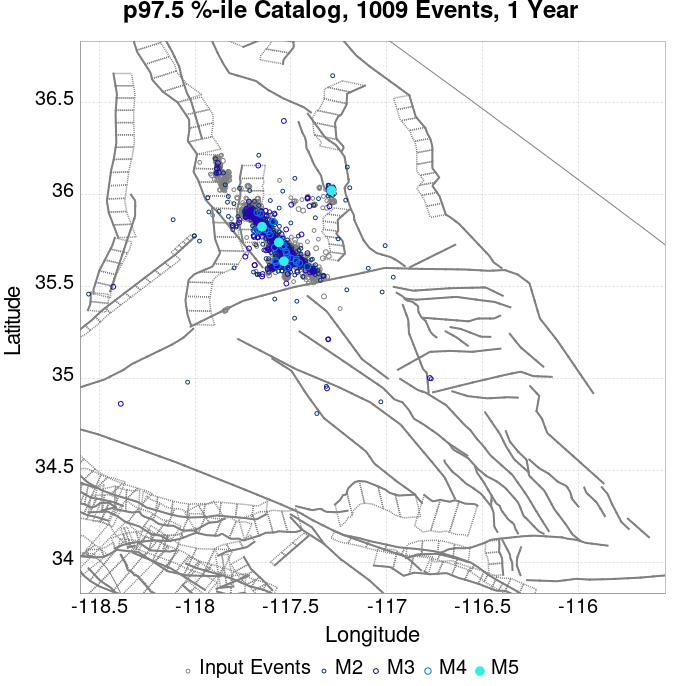 p97.5 %-ile Catalog, 1009 Events, 1 Year
36.5
36
35.5
35
34.5
34
Latitude
-118.5 -118 -117.5 -117 -116.5 -116
Longitude
Input Events M2 M3 M4 M5